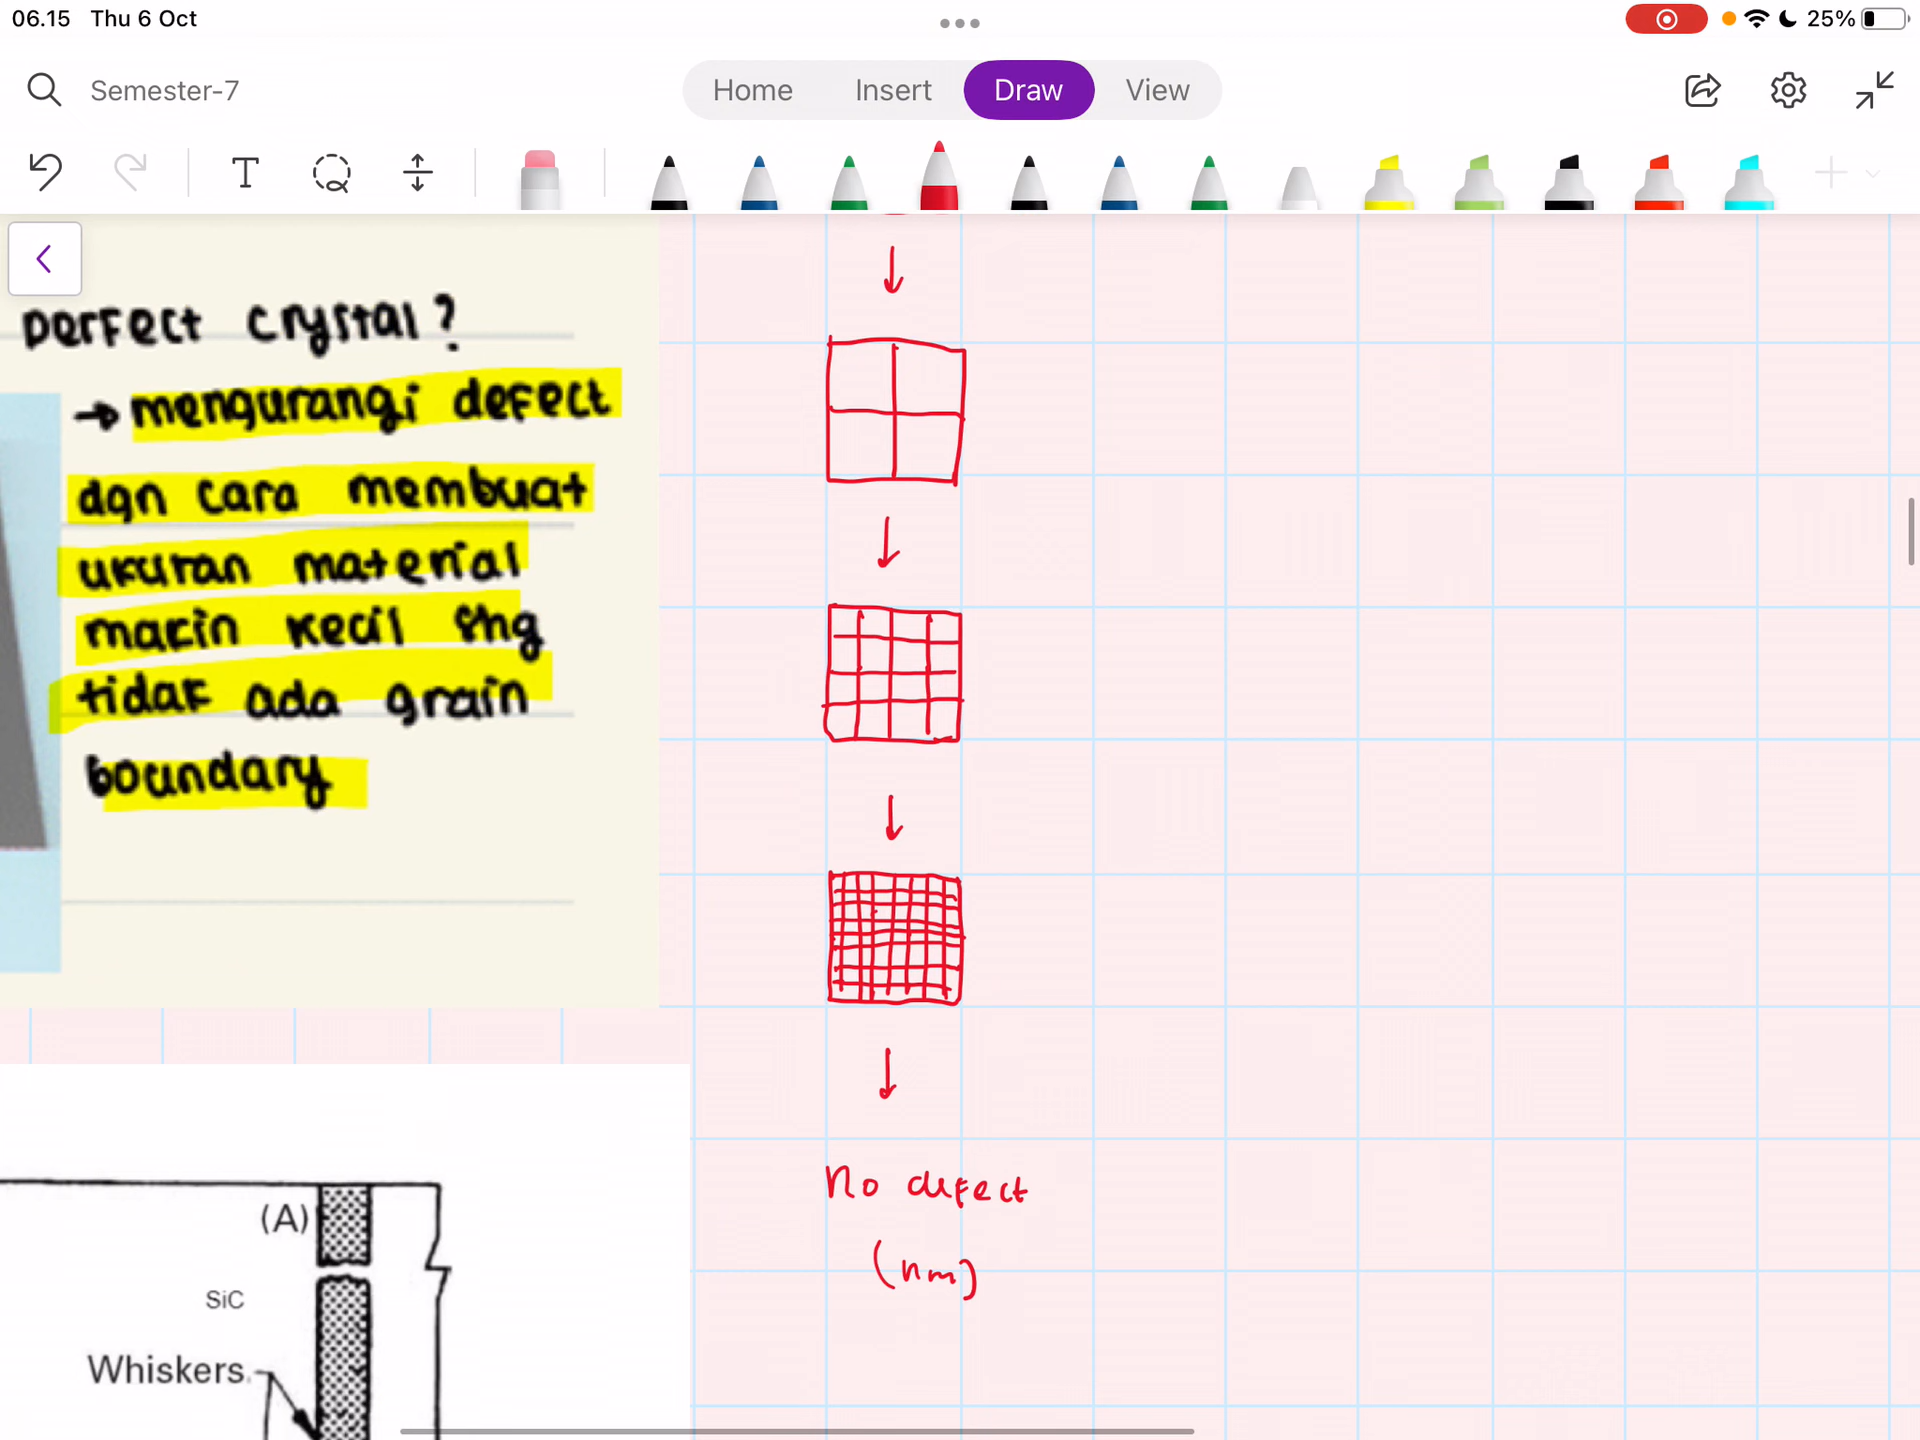 06.15 Thu 6 Oct
25%
Semester-7
Home Insert Draw View
T
Perfect crystal?
→ mengurangi defect
dgn cara membuat
ukuran material
makin kecil shg
tidak ada grain
boundary
No defect
(nm)
(A)
SiC
Whiskers